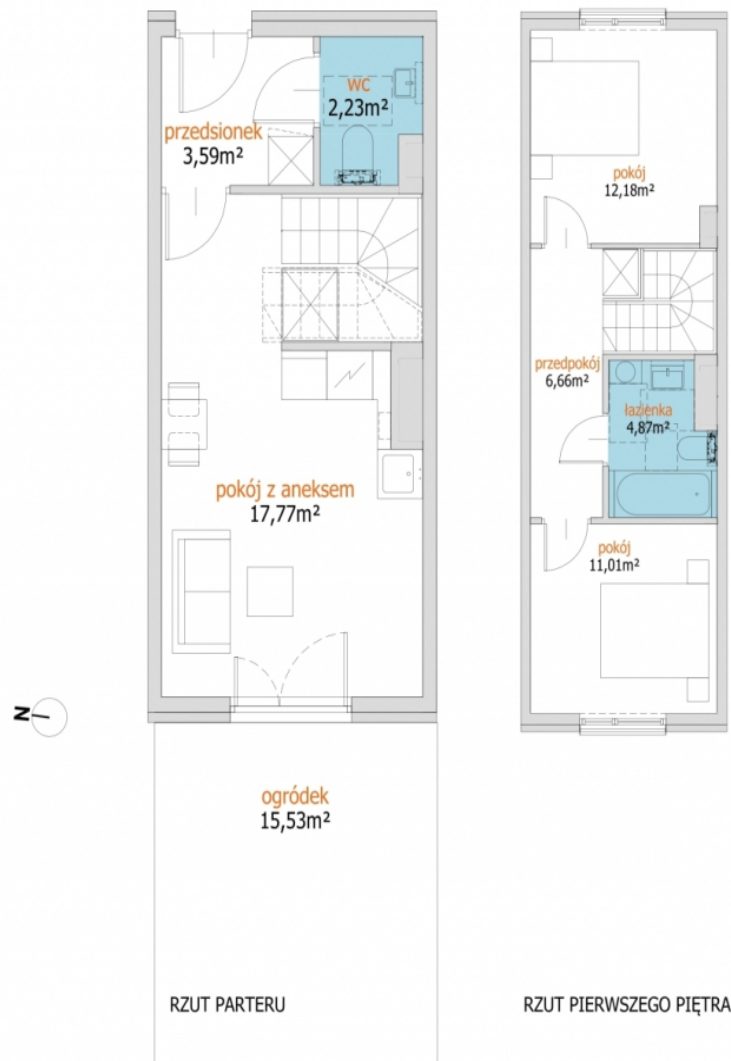 wc
2,23m²
przedsionek
3,59m²
pokój z aneksem
17,77m²
ogródek
15,53m²
N
RZUT PARTERU
pokój
12,18m²
przedpokój
6,66m²
łazienka
4,87m²
pokój
11,01m²
RZUT PIERWSZEGO PIĘTRA